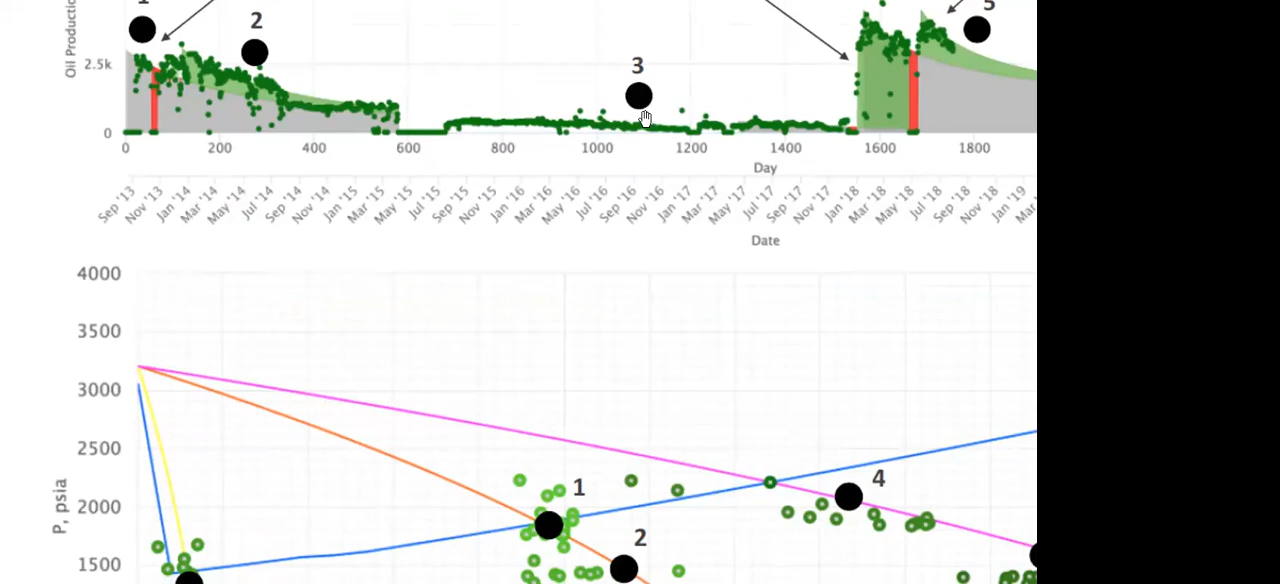 1
2
3
5
Oil Productio
2.5k
0
0 200 400 600 800 1000 1200 1400 1600 1800
Day
Sep '13 Nov '13 Jan '14 Mar '14 May '14 Jul '14 Sep '14 Nov '14 Jan '15 Mar '15 May '15 Jul '15 Sep '15 Nov '15 Jan '16 Mar '16 May '16 Jul '16 Sep '16 Nov '16 Jan '17 Mar '17 May '17 Jul '17 Sep '17 Nov '17 Jan '18 Mar '18 May '18 Jul '18 Sep '18 Nov '18 Jan '19 Mar
Date
4000
3500
3000
2500
2000
1500
P, psia
1
2
4